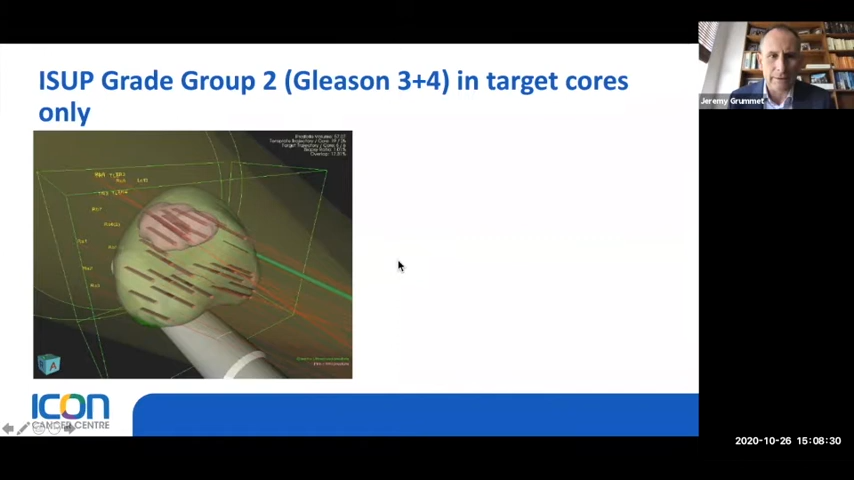 ISUP Grade Group 2 (Gleason 3+4) in target cores
only
Jeremy Grummet
A
ICON
CANCER CENTRE
2020-10-26 15:08:30